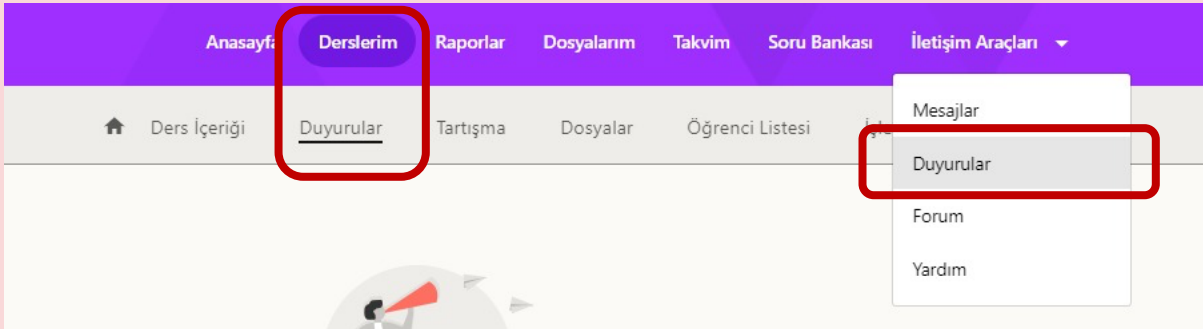 Anasayfa Derslerim Raporlar Dosyalarım Takvim Soru Bankası İletişim Araçları
Ders İçeriği Duyurular Tartışma Dosyalar Öğrenci Listesi
Mesajlar
Duyurular
Forum
Yardım